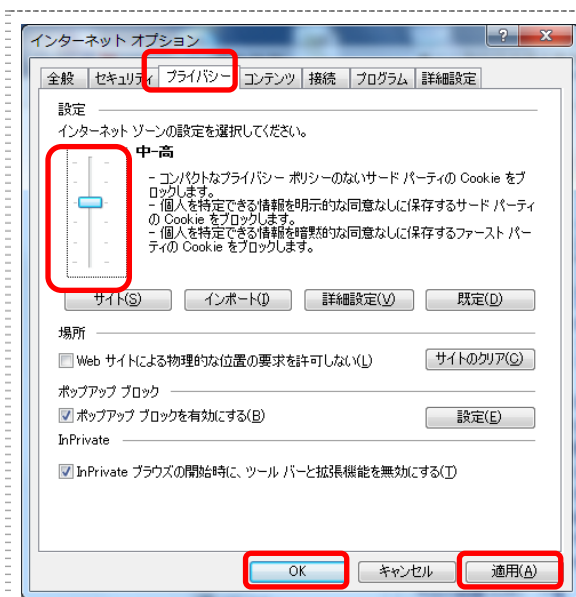 インターネット オプション
全般 セキュリティ プライバシー コンテンツ 接続 プログラム 詳細設定
設定
インターネット ゾーンの設定を選択してください。
中-高
- コンパクトなプライバシー ポリシーのないサード パーティの Cookie をブ
ロックします。
- 個人を特定できる情報を明示的な同意なしに保存するサード パーティ
の Cookie をブロックします。
- 個人を特定できる情報を暗黙的な同意なしに保存するファースト パー
ティの Cookie をブロックします。
サイト(S) インポート(I) 詳細設定(V) 既定(D)
場所
Web サイトによる物理的な位置の要求を許可しない(L) サイトのクリア(C)
ポップアップ ブロック
ポップアップ ブロックを有効にする(B) 設定(E)
InPrivate
InPrivate ブラウズの開始時に、ツール バーと拡張機能を無効にする(T)
OK キャンセル 適用(A)